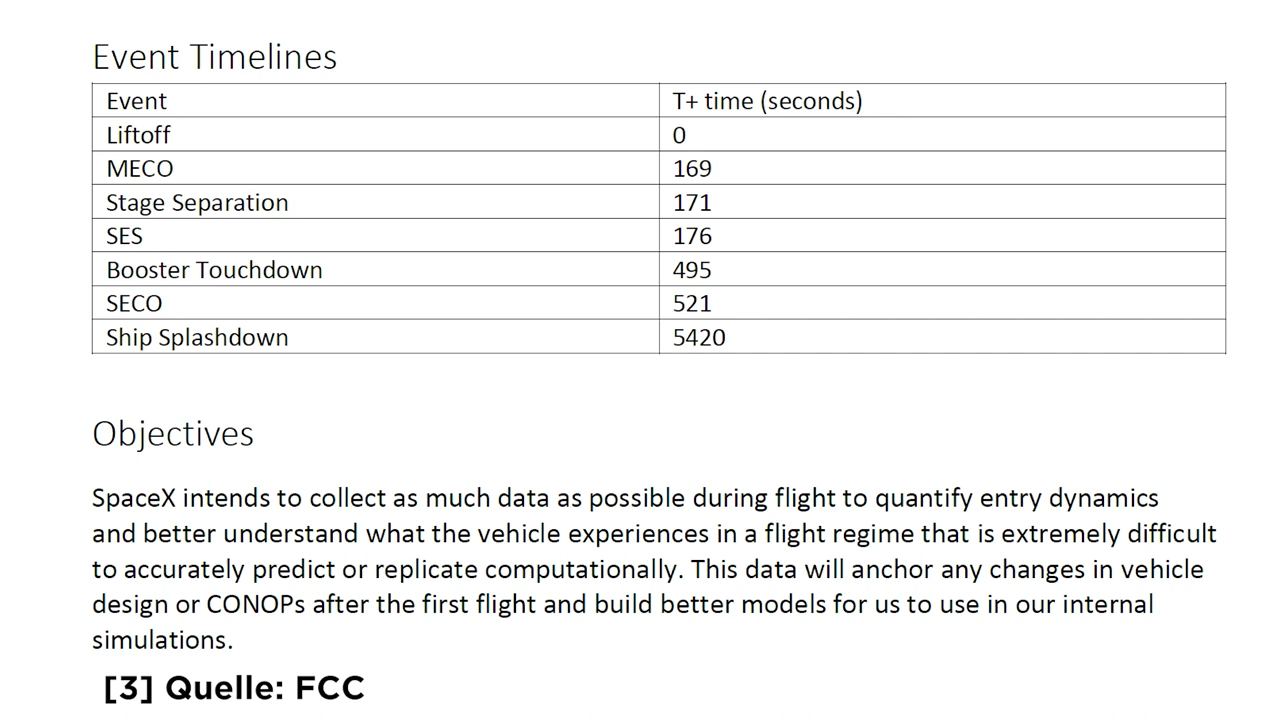 Event Timelines
Event T+ time (seconds)
Liftoff 0
MECO 169
Stage Separation 171
SES 176
Booster Touchdown 495
SECO 521
Ship Splashdown 5420
Objectives
SpaceX intends to collect as much data as possible during flight to quantify entry dynamics
and better understand what the vehicle experiences in a flight regime that is extremely difficult
to accurately predict or replicate computationally. This data will anchor any changes in vehicle
design or CONOPs after the first flight and build better models for us to use in our internal
simulations.
[3] Quelle: FCC